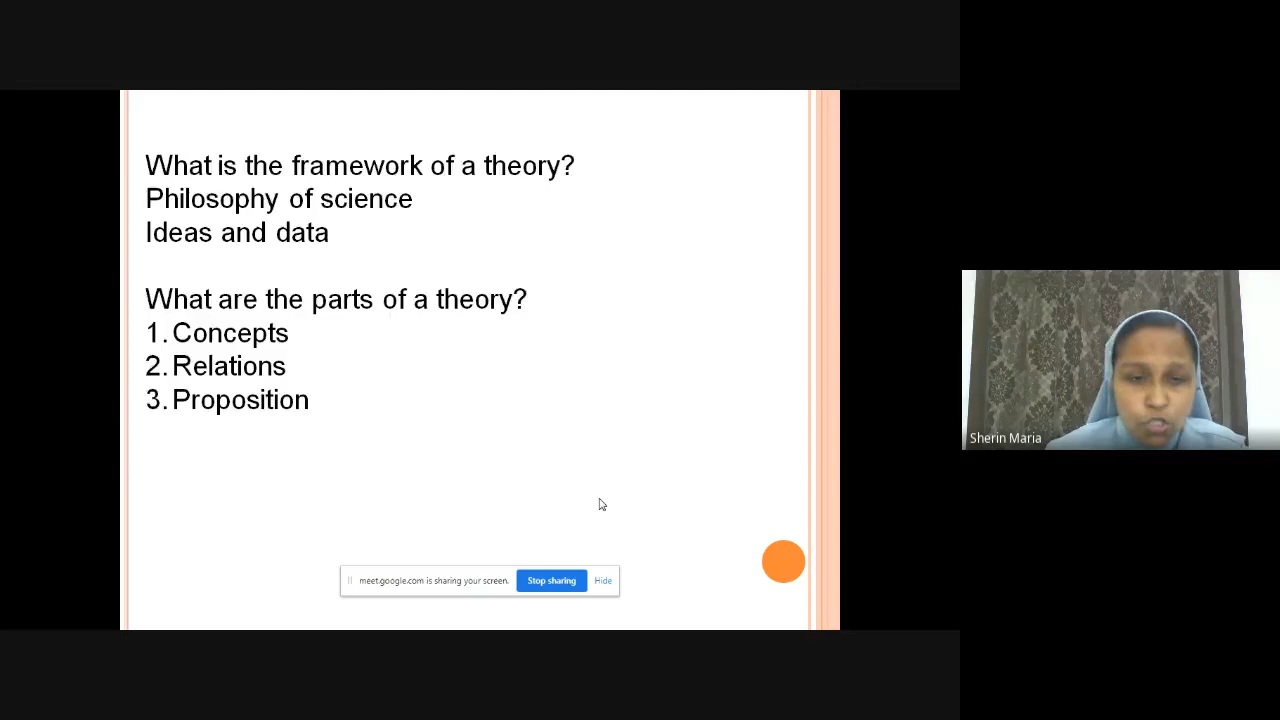 What is the framework of a theory?
Philosophy of science
Ideas and data
What are the parts of a theory?
1. Concepts
2. Relations
3. Proposition
Sherin Maria
meet.google.com is sharing your screen. Stop sharing Hide